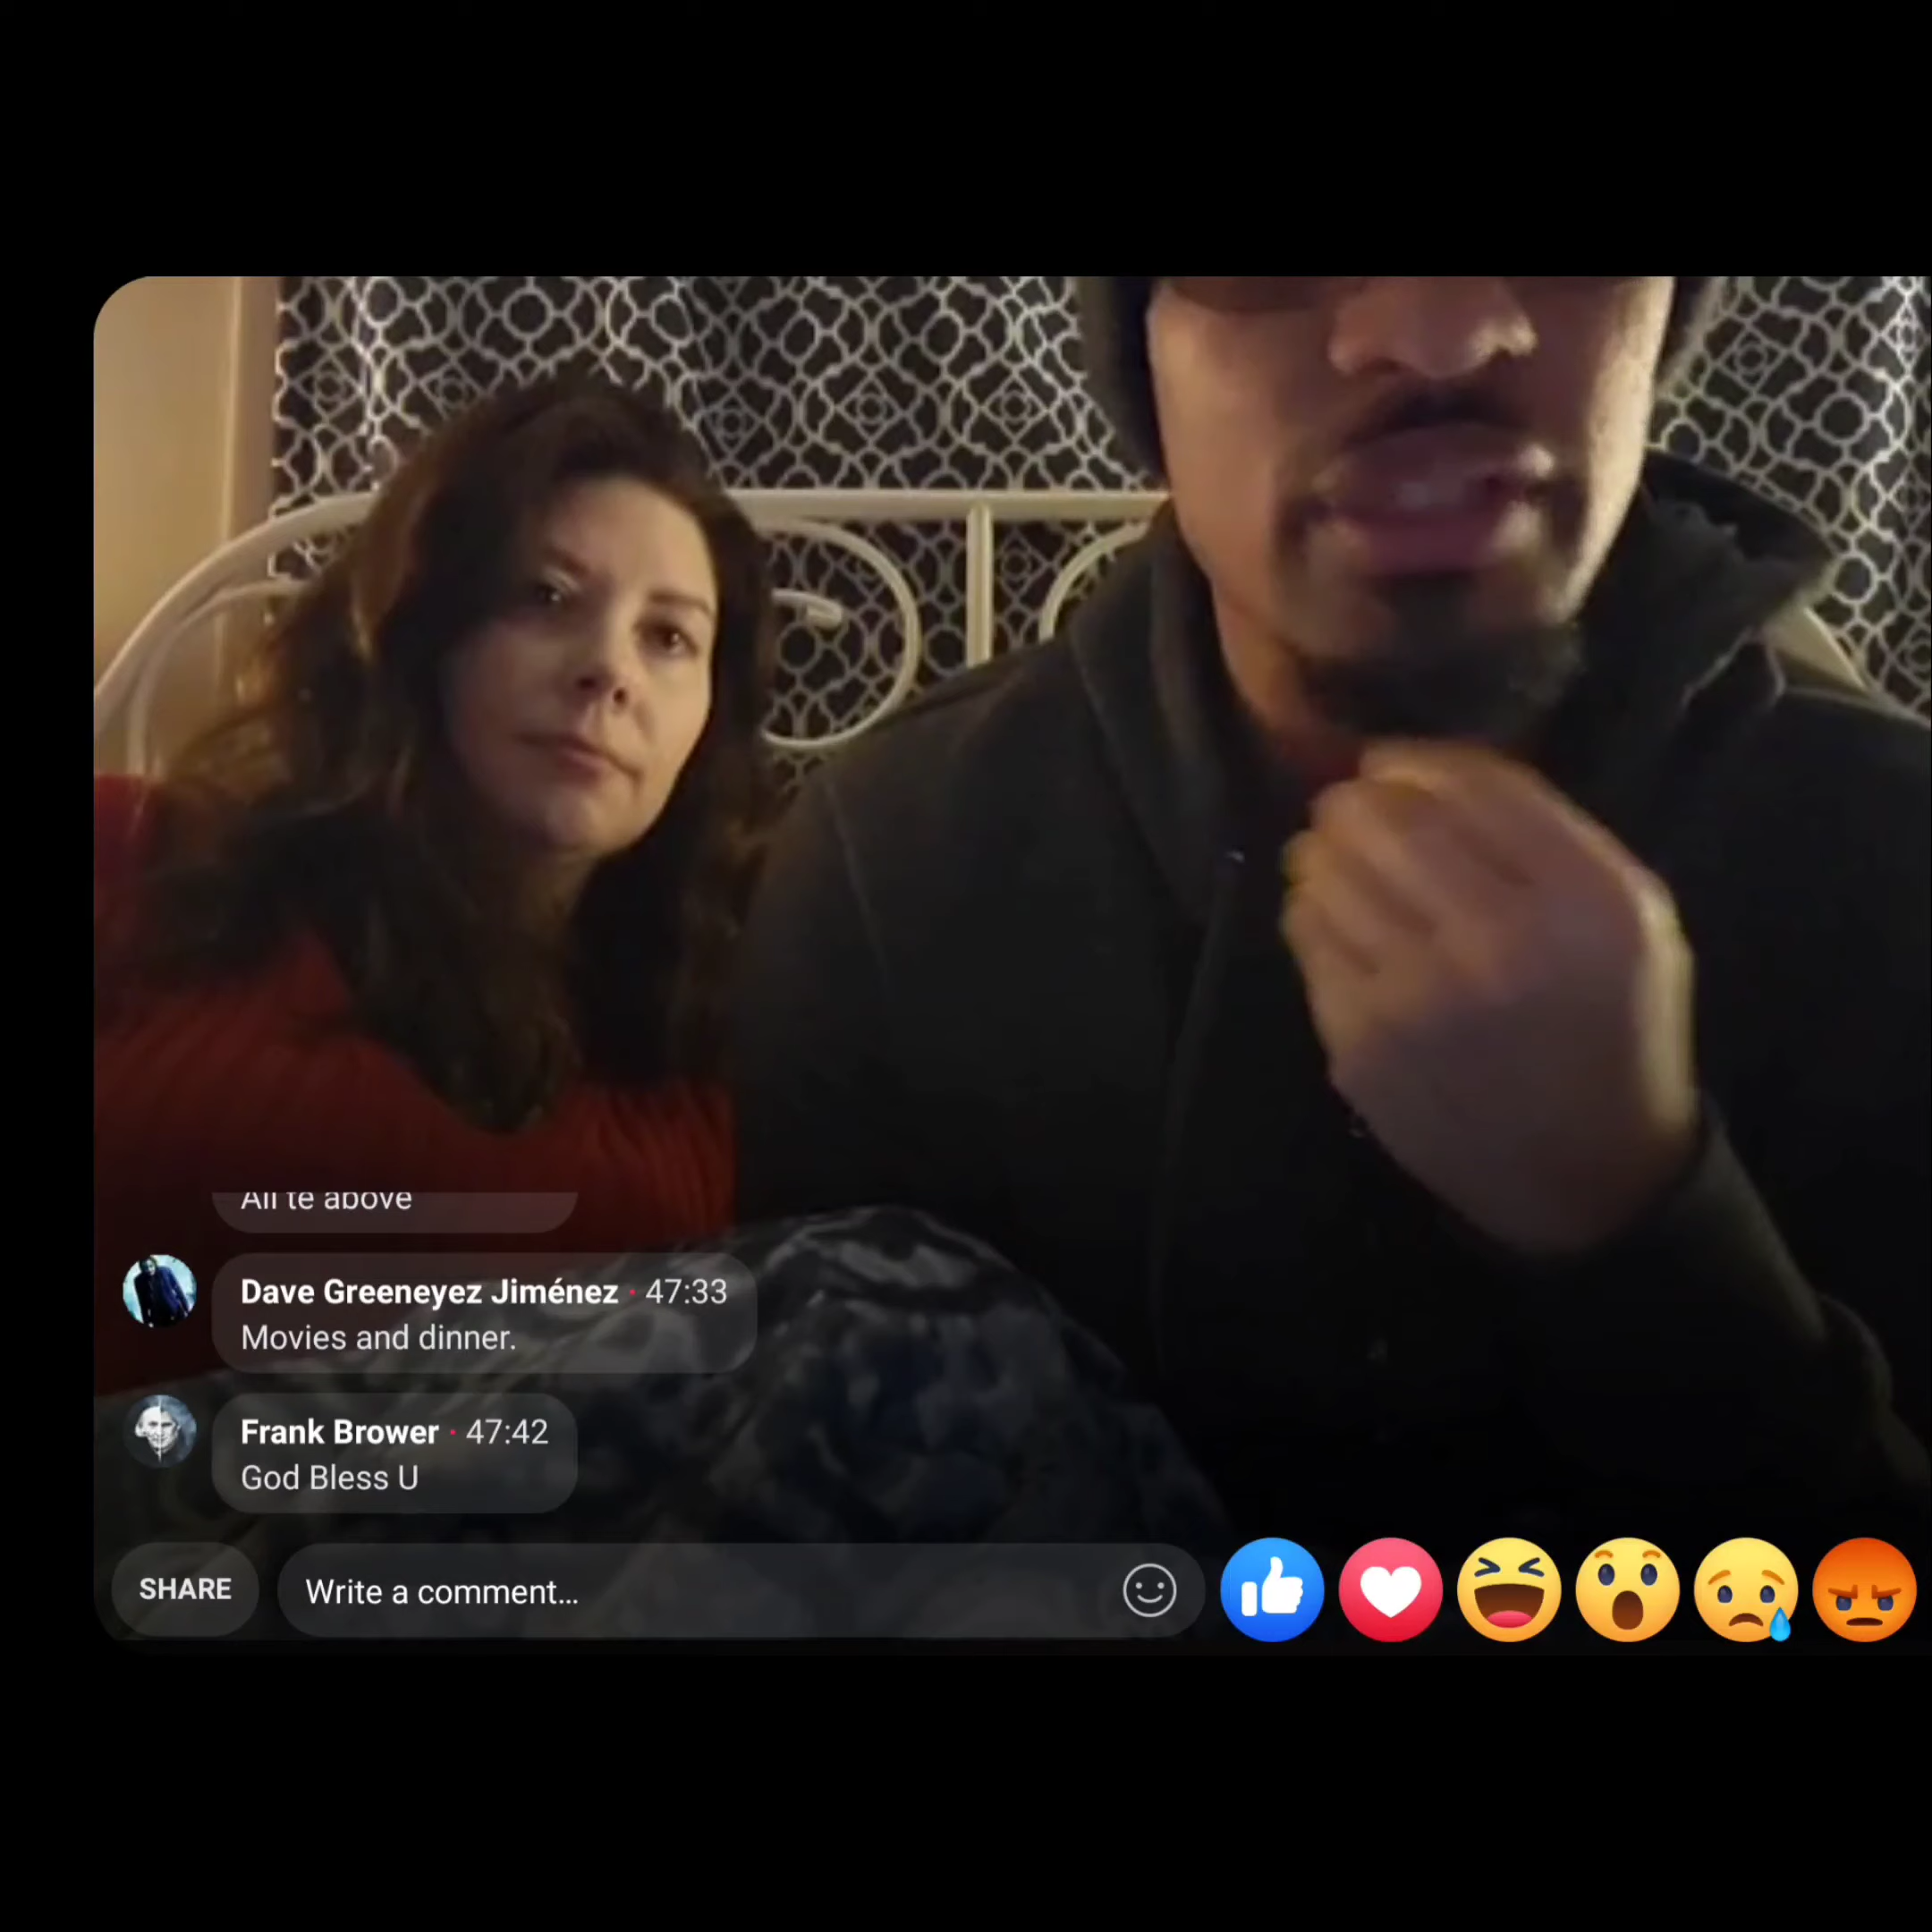 All te above
Dave Greeneyez Jiménez · 47:33
Movies and dinner.
Frank Brower · 47:42
God Bless U
SHARE
Write a comment...